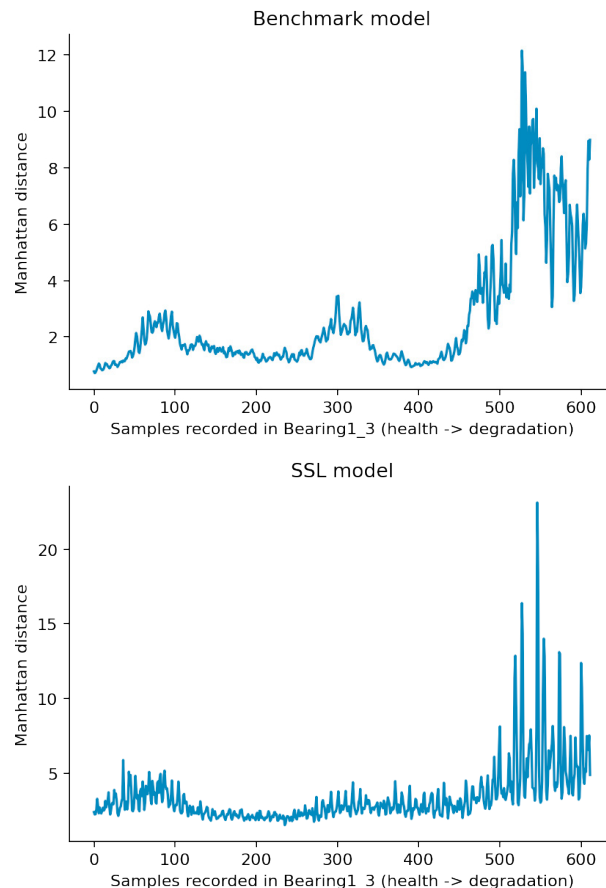 Benchmark model
12
10
8
6
4
2
Manhattan distance
0 100 200 300 400 500 600
Samples recorded in Bearing1_3 (health -> degradation)
SSL model
20
15
10
5
Manhattan distance
0 100 200 300 400 500 600
Samples recorded in Bearing1_3 (health -> degradation)